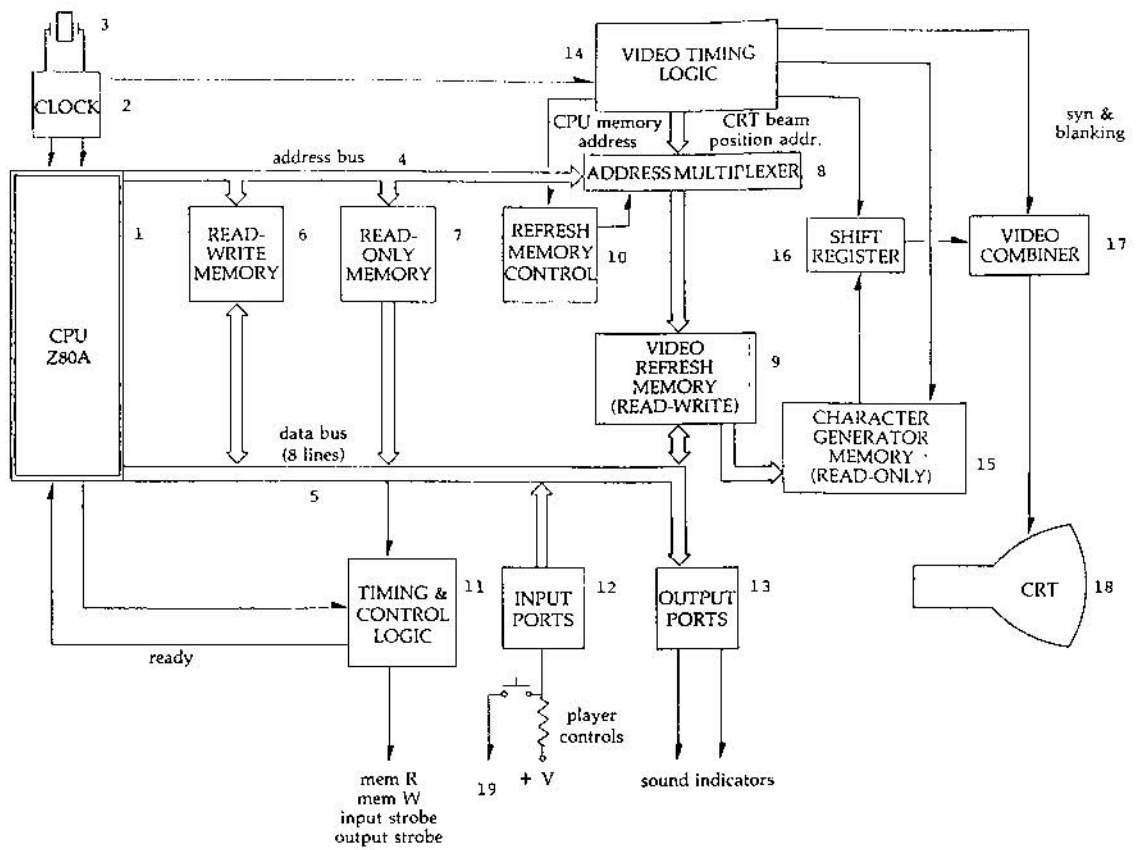 3
14
VIDEO TIMING
LOGIC
CLOCK
2
CPU memory
address
CRT beam
position addr.
syn &
blanking
address bus
4
ADDRESS MULTIPLEXER
8
1
READ-
WRITE
MEMORY
6
READ-
ONLY
MEMORY
7
REFRESH
MEMORY
CONTROL
10
16
SHIFT
REGISTER
VIDEO
COMBINER
17
CPU
Z80A
VIDEO
REFRESH
MEMORY
(READ-WRITE)
9
CHARACTER
GENERATOR
MEMORY
(READ-ONLY)
15
data bus
(8 lines)
5
TIMING &
CONTROL
LOGIC
11
INPUT
PORTS
12
OUTPUT
PORTS
13
CRT
18
ready
player
controls
19
+ V
sound indicators
mem R
mem W
input strobe
output strobe